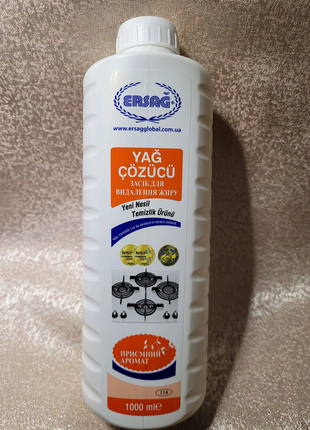 ERSAĞ®
www.ersagglobal.com.ua
YAĞ
ÇÖZÜCÜ
ЗАСІБ ДЛЯ
ВИДАЛЕННЯ ЖИРУ
Yeni Nesil
Temizlik Ürünü
ПРИЄМНИЙ
АРОМАТ
114
1000 ml℮